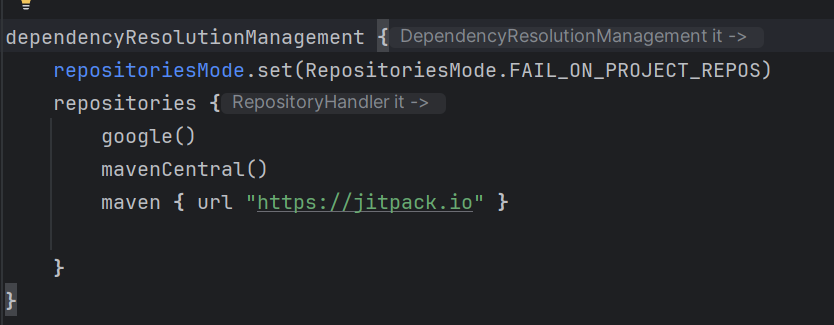 dependencyResolutionManagement { DependencyResolutionManagement it ->
repositoriesMode.set(RepositoriesMode.FAIL_ON_PROJECT_REPOS)
repositories { RepositoryHandler it ->
google()
mavenCentral()
maven { url "https://jitpack.io" }
}
}